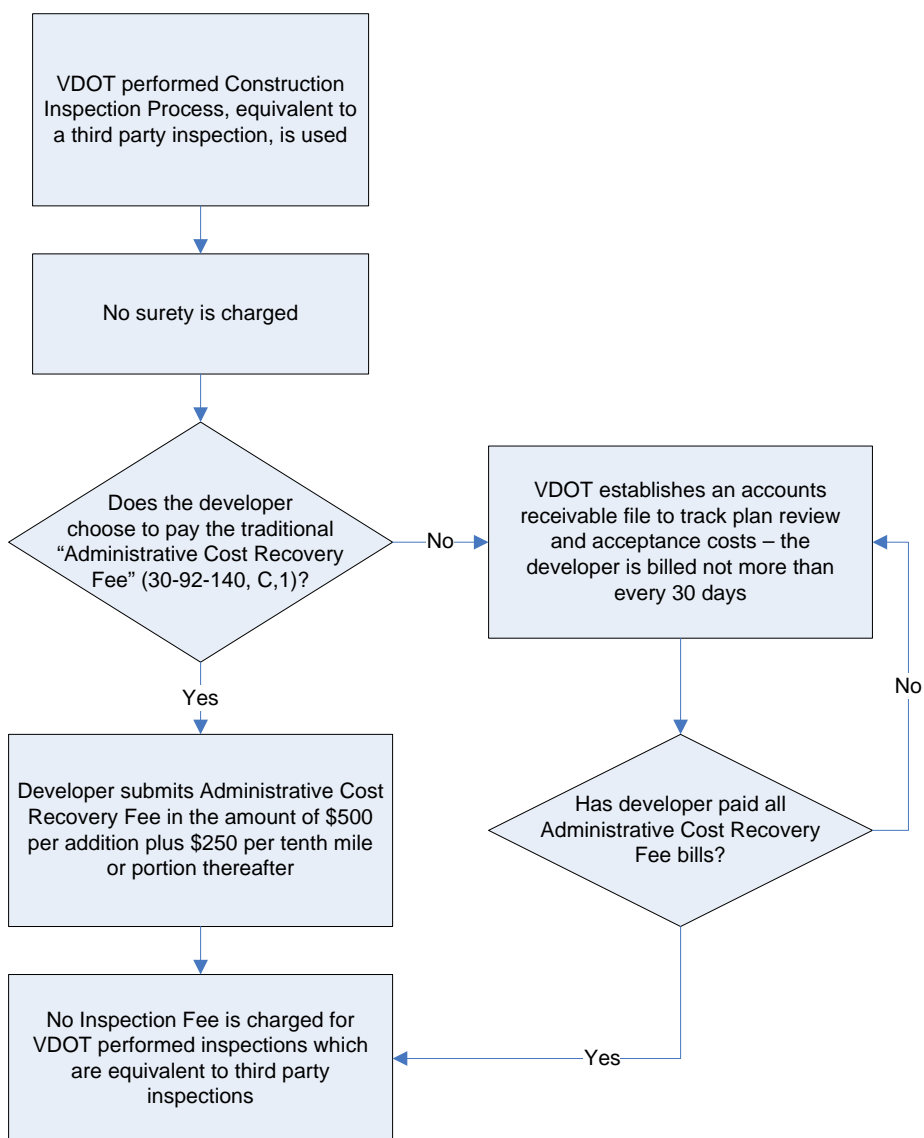 VDOT performed Construction
Inspection Process, equivalent to
a third party inspection, is used
No surety is charged
Does the developer
choose to pay the traditional
“Administrative Cost Recovery
Fee” (30-92-140, C,1)?
No
VDOT establishes an accounts
receivable file to track plan review
and acceptance costs – the
developer is billed not more than
every 30 days
No
Yes
Developer submits Administrative Cost
Recovery Fee in the amount of $500
per addition plus $250 per tenth mile
or portion thereafter
Has developer paid all
Administrative Cost Recovery
Fee bills?
Yes
No Inspection Fee is charged for
VDOT performed inspections which
are equivalent to third party
inspections